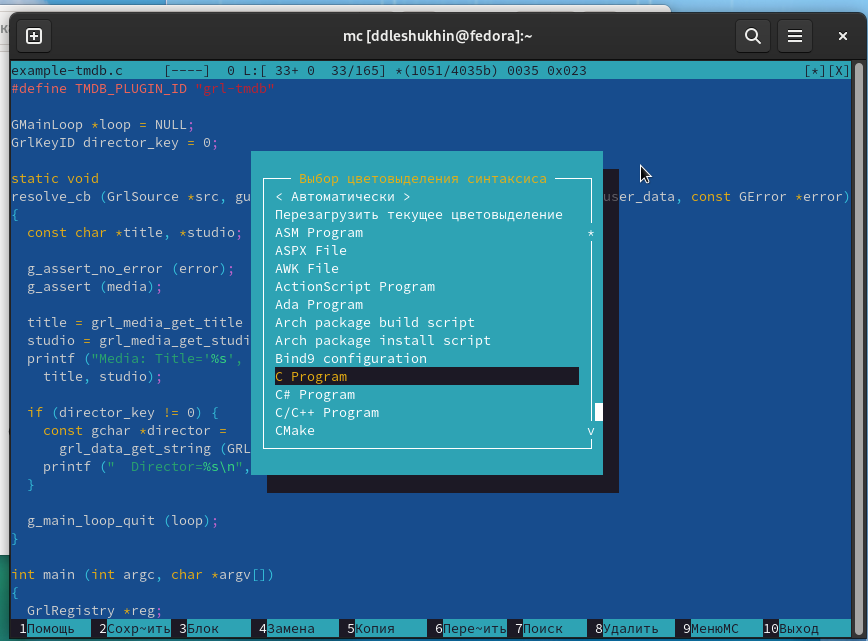 mc [ddleshukhin@fedora]:~
example-tmdb.c [----] 0 L:[ 33+ 0 33/165] *(1051/4035b) 0035 0x023 [*][X]
#define TMDB_PLUGIN_ID "grl-tmdb"
GMainLoop *loop = NULL;
GrlKeyID director_key = 0;
static void
resolve_cb (GrlSource *src, gu user_data, const GError *error)
{
const char *title, *studio;
g_assert_no_error (error);
g_assert (media);
title = grl_media_get_title
studio = grl_media_get_studi
printf ("Media: Title='%s',
title, studio);
if (director_key != 0) {
const gchar *director =
grl_data_get_string (GRL
printf (" Director=%s\n",
}
g_main_loop_quit (loop);
}
int main (int argc, char *argv[])
{
GrlRegistry *reg;
Выбор цветовыделения синтаксиса
< Автоматически >
Перезагрузить текущее цветовыделение
ASM Program
ASPX File
AWK File
ActionScript Program
Ada Program
Arch package build script
Arch package install script
Bind9 configuration
C Program
C# Program
C/C++ Program
CMake
1Помощь 2Сохр~ить 3Блок 4Замена 5Копия 6Пере~ить 7Поиск 8Удалить 9МенюMC 10Выход